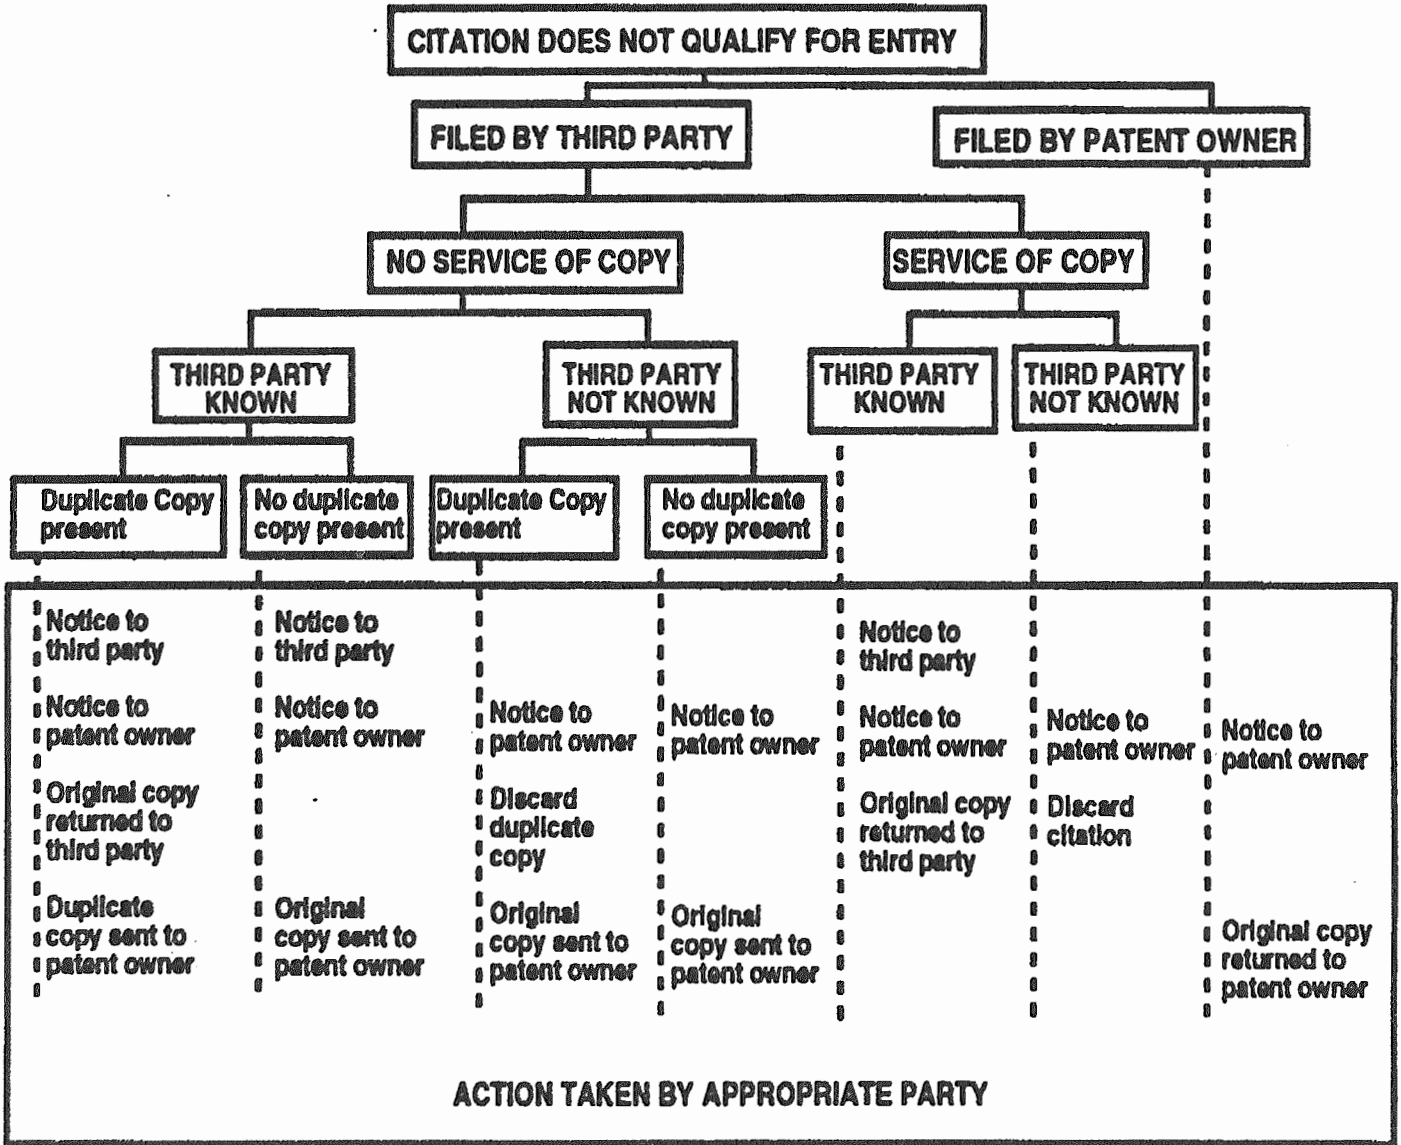 CITATION DOES NOT QUALIFY FOR ENTRY
FILED BY THIRD PARTY
FILED BY PATENT OWNER
NO SERVICE OF COPY
SERVICE OF COPY
THIRD PARTY
KNOWN
THIRD PARTY
NOT KNOWN
THIRD PARTY
KNOWN
THIRD PARTY
NOT KNOWN
Duplicate Copy
present
No duplicate
copy present
Duplicate Copy
present
No duplicate
copy present
Notice to
third party
Notice to
patent owner
Original copy
returned to
third party
Duplicate
copy sent to
patent owner
Notice to
third party
Notice to
patent owner
Original
copy sent to
patent owner
Notice to
patent owner
Discard
duplicate
copy
Original
copy sent to
patent owner
Notice to
patent owner
Original
copy sent to
patent owner
Notice to
third party
Notice to
patent owner
Original copy
returned to
third party
Notice to
patent owner
Discard
citation
Notice to
patent owner
Original copy
returned to
patent owner
ACTION TAKEN BY APPROPRIATE PARTY